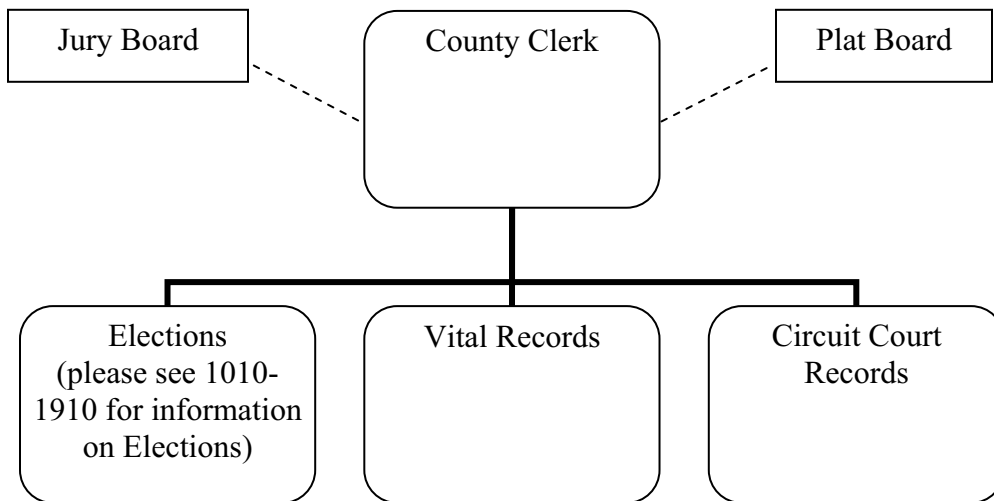 Jury Board
County Clerk
Plat Board
Elections
(please see 1010-
1910 for information
on Elections)
Vital Records
Circuit Court
Records